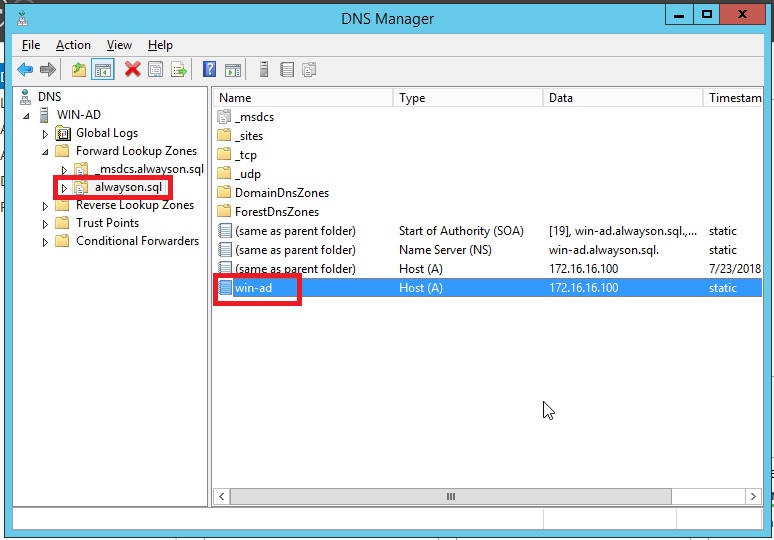 DNS Manager
File Action View Help
DNS
WIN-AD
Global Logs
Forward Lookup Zones
_msdcs.alwayson.sql
alwayson.sql
Reverse Lookup Zones
Trust Points
Conditional Forwarders
Name Type Data Timestam
_msdcs
_sites
_tcp
_udp
DomainDnsZones
ForestDnsZones
(same as parent folder) Start of Authority (SOA) [19], win-ad.alwayson.sql.,... static
(same as parent folder) Name Server (NS) win-ad.alwayson.sql. static
(same as parent folder) Host (A) 172.16.16.100 7/23/2018
win-ad Host (A) 172.16.16.100 static